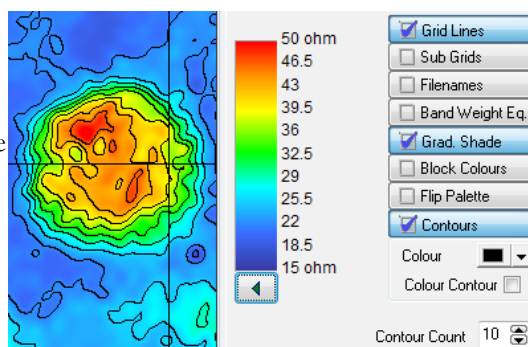 e
50 ohm
46.5
43
39.5
36
32.5
29
25.5
22
18.5
15 ohm
Grid Lines
Sub Grids
Filenames
Band Weight Eq.
Grad. Shade
Block Colours
Flip Palette
Contours
Colour
Colour Contour
Contour Count 10